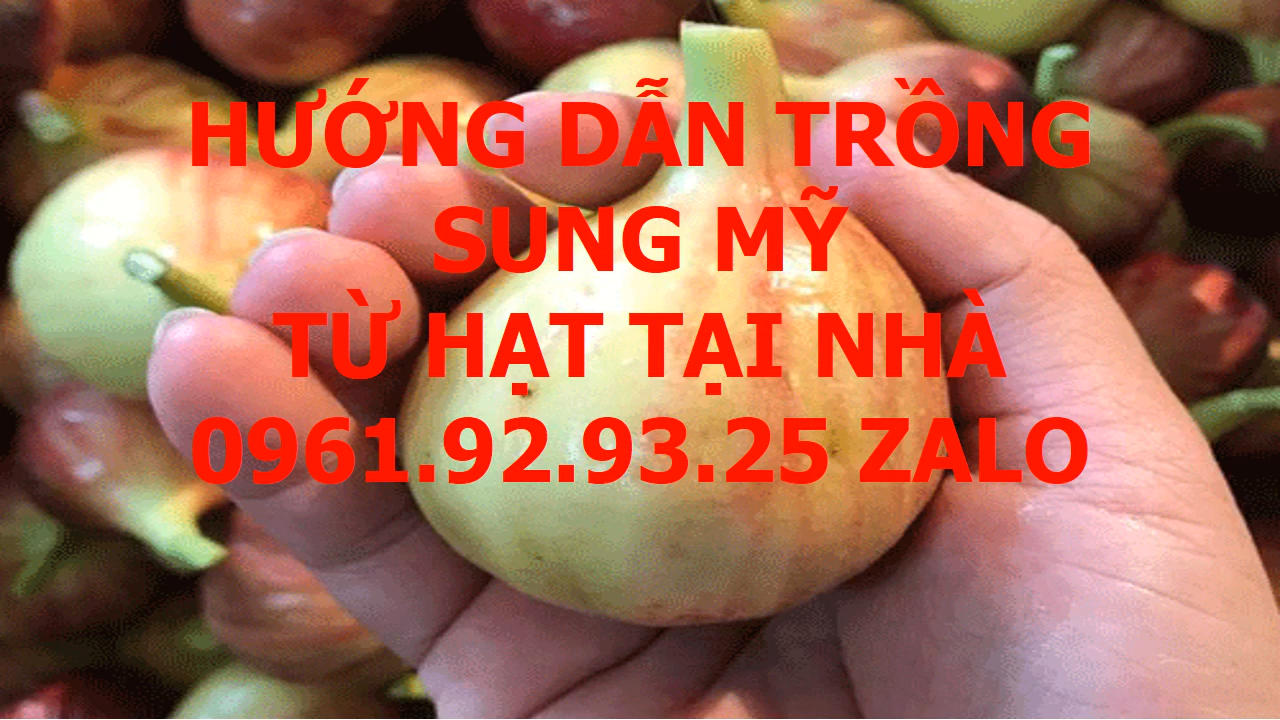 HƯỚNG DẪN TRỒNG
SUNG MỸ
TỪ HẠT TẠI NHÀ
0961.92.93.25 ZALO